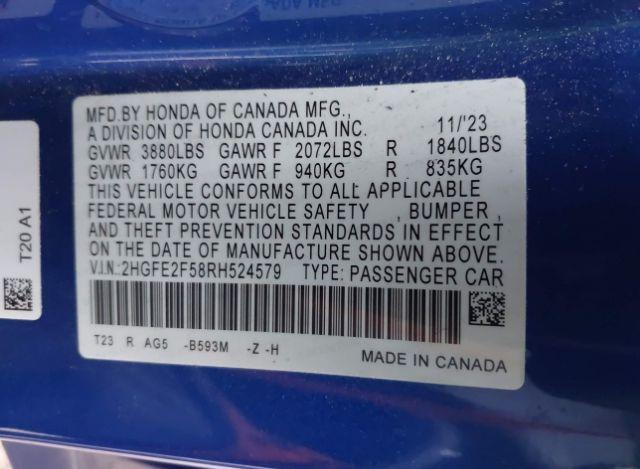 MFD.BY HONDA OF CANADA MFG.,
A DIVISION OF HONDA CANADA INC. 11/'23
GVWR 3880LBS GAWR F 2072LBS R 1840LBS
GVWR 1760KG GAWR F 940KG R 835KG
THIS VEHICLE CONFORMS TO ALL APPLICABLE
FEDERAL MOTOR VEHICLE SAFETY , BUMPER ,
AND THEFT PREVENTION STANDARDS IN EFFECT
ON THE DATE OF MANUFACTURE SHOWN ABOVE.
V.I.N.:2HGFE2F58RH524579 TYPE: PASSENGER CAR
T23 R AG5 -B593M -Z -H
MADE IN CANADA
T20 A1